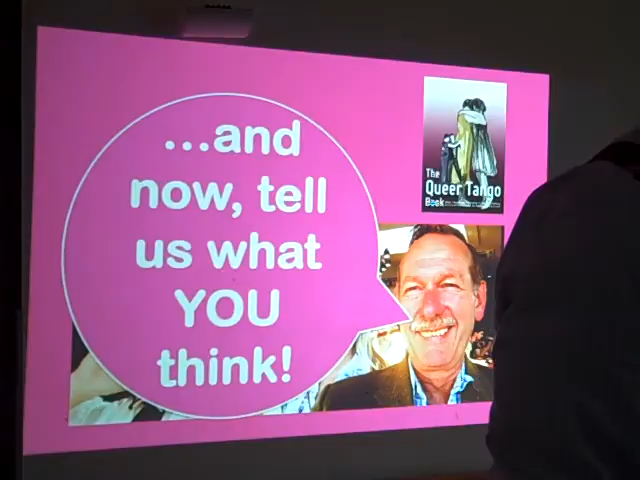 ...and
now, tell
us what
YOU
think!
The
Queer Tango
Book